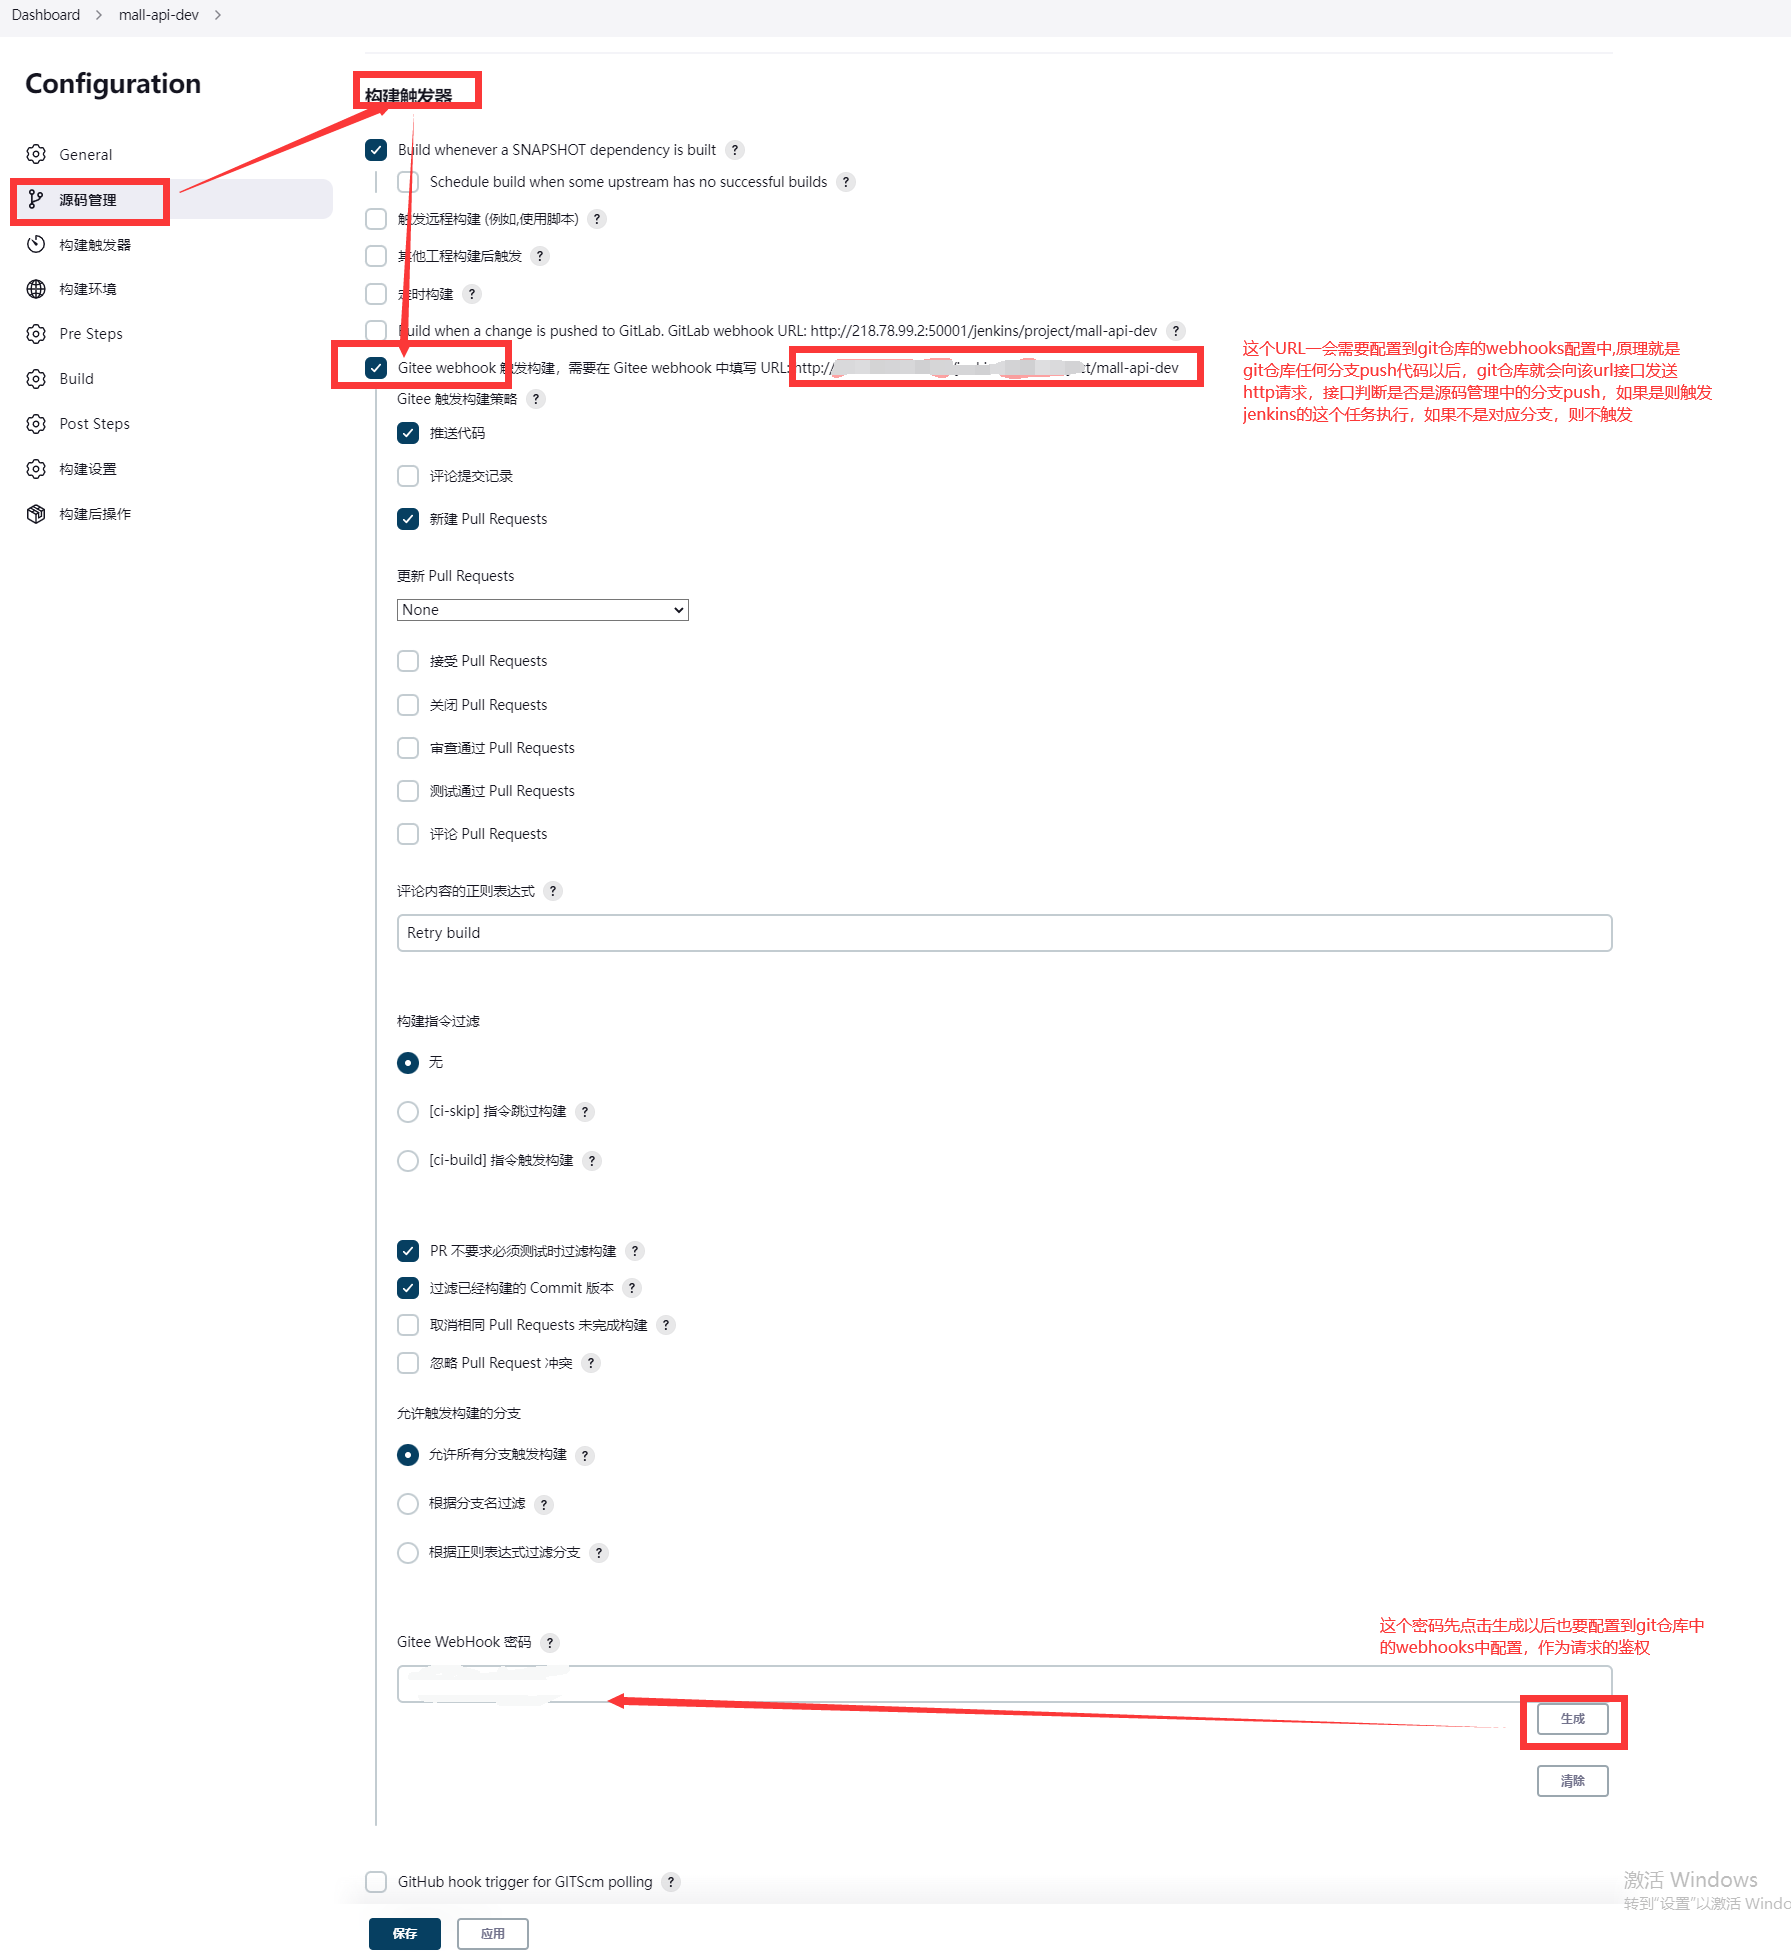 Dashboard
mall-api-dev
Configuration
General
源码管理
构建触发器
构建环境
Pre Steps
Build
Post Steps
构建设置
构建后操作
构建触发器
Build whenever a SNAPSHOT dependency is built ?
Schedule build when some upstream has no successful builds ?
触发远程构建 (例如,使用脚本) ?
其他工程构建后触发 ?
定时构建 ?
Build when a change is pushed to GitLab. GitLab webhook URL: http://218.78.99.2:50001/jenkins/project/mall-api-dev ?
Gitee webhook 触发构建，需要在 Gitee webhook 中填写 URL: http:// /mall-api-dev
这个URL一会需要配置到git仓库的webhooks配置中,原理就是
git仓库任何分支push代码以后，git仓库就会向该url接口发送
http请求，接口判断是否是源码管理中的分支push，如果是则触发
jenkins的这个任务执行，如果不是对应分支，则不触发
Gitee 触发构建策略 ?
推送代码
评论提交记录
新建 Pull Requests
更新 Pull Requests
None
接受 Pull Requests
关闭 Pull Requests
审查通过 Pull Requests
测试通过 Pull Requests
评论 Pull Requests
评论内容的正则表达式 ?
Retry build
构建指令过滤
无
[ci-skip] 指令跳过构建 ?
[ci-build] 指令触发构建 ?
PR 不要求必须测试时过滤构建 ?
过滤已经构建的 Commit 版本 ?
取消相同 Pull Requests 未完成构建 ?
忽略 Pull Request 冲突 ?
允许触发构建的分支
允许所有分支触发构建 ?
根据分支名过滤 ?
根据正则表达式过滤分支 ?
这个密码先点击生成以后也要配置到git仓库中
的webhooks中配置，作为请求的鉴权
Gitee WebHook 密码 ?
生成
清除
GitHub hook trigger for GITScm polling ?
保存
应用
激活 Windows
转到"设置"以激活 Windo